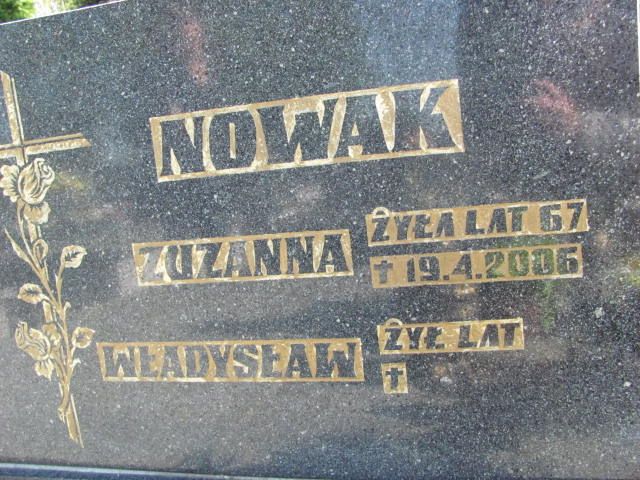 NOWAK
ZUZANNA
ŻYŁA LAT 67
† 19.4.2006
WŁADYSŁAW
ŻYŁ LAT
†